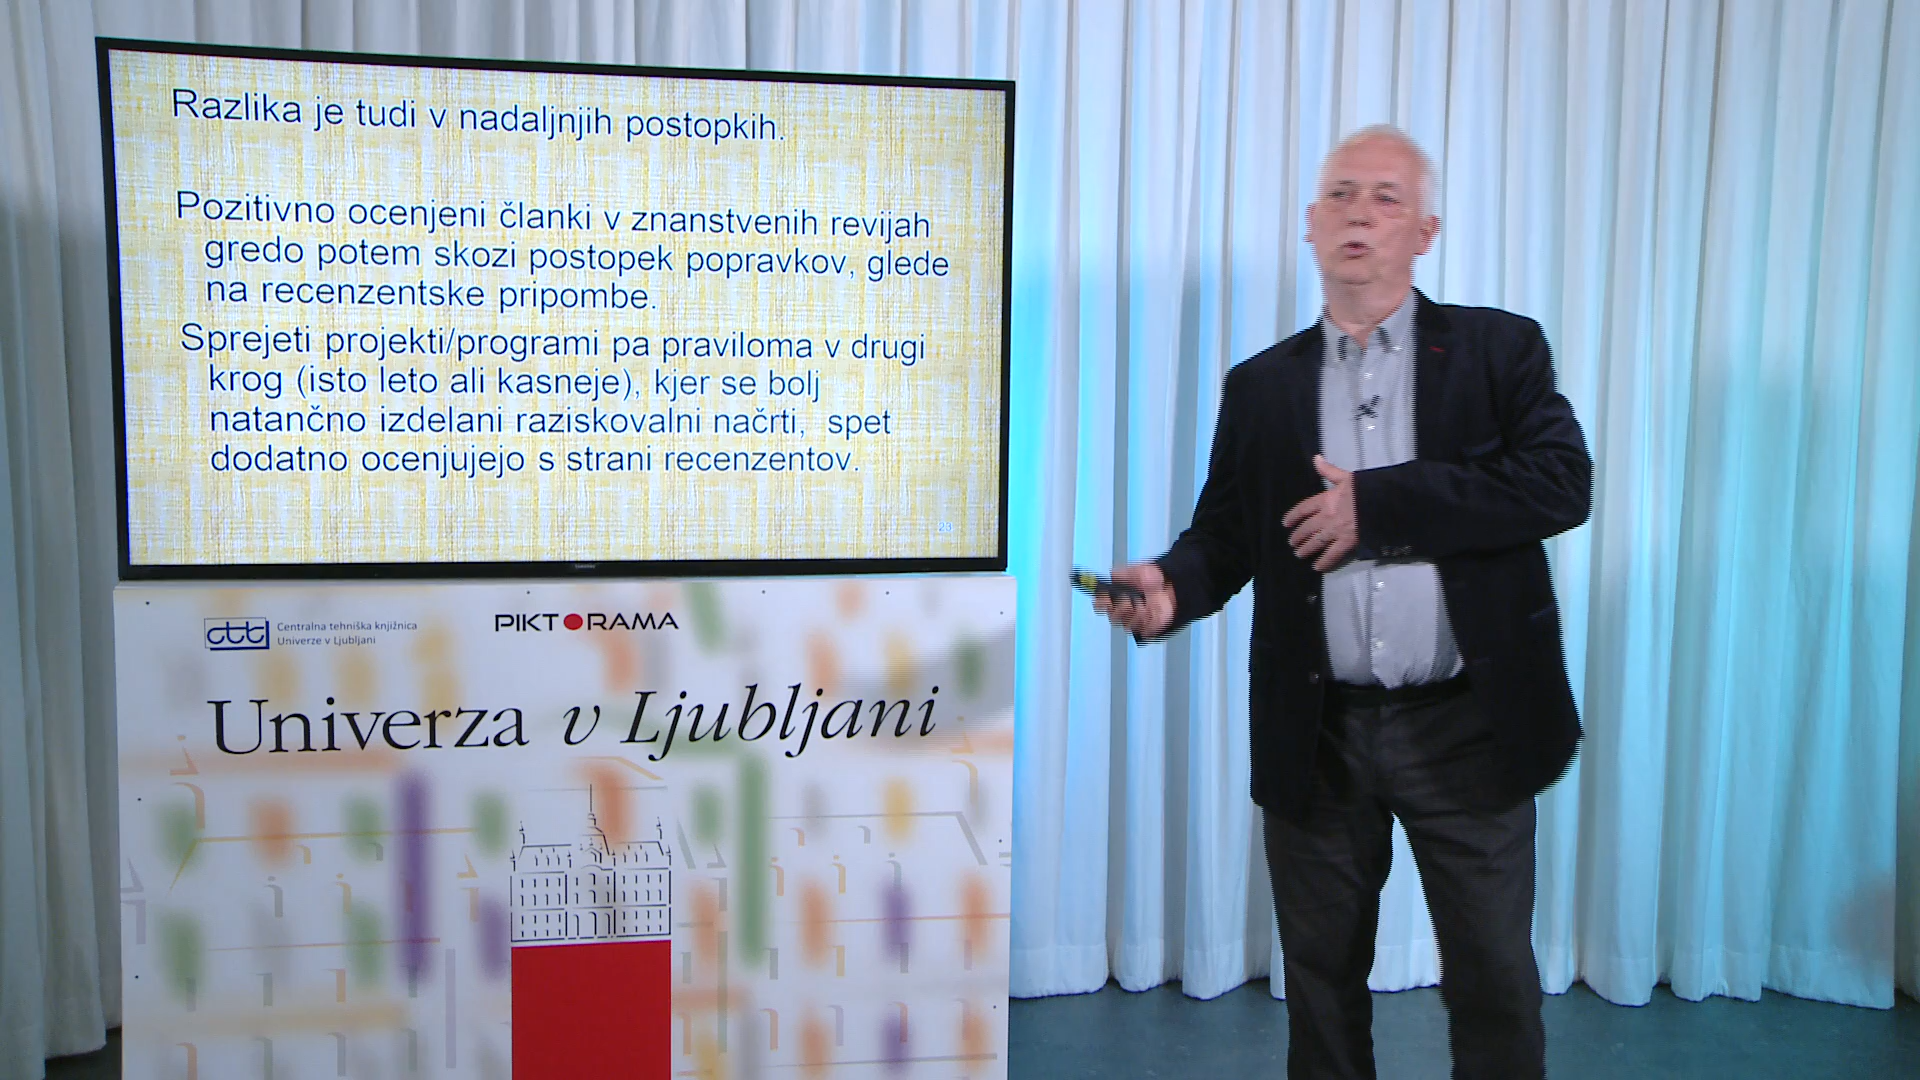 Razlika je tudi v nadaljnjih postopkih.
Pozitivno ocenjeni članki v znanstvenih revijah
gredo potem skozi postopek popravkov, glede
na recenzentske pripombe.
Sprejeti projekti/programi pa praviloma v drugi
krog (isto leto ali kasneje), kjer se bolj
natančno izdelani raziskovalni načrti, spet
dodatno ocenjujejo s strani recenzentov.
23
ctk Centralna tehniška knjižnica
Univerze v Ljubljani
PIKTORAMA
Univerza v Ljubljani